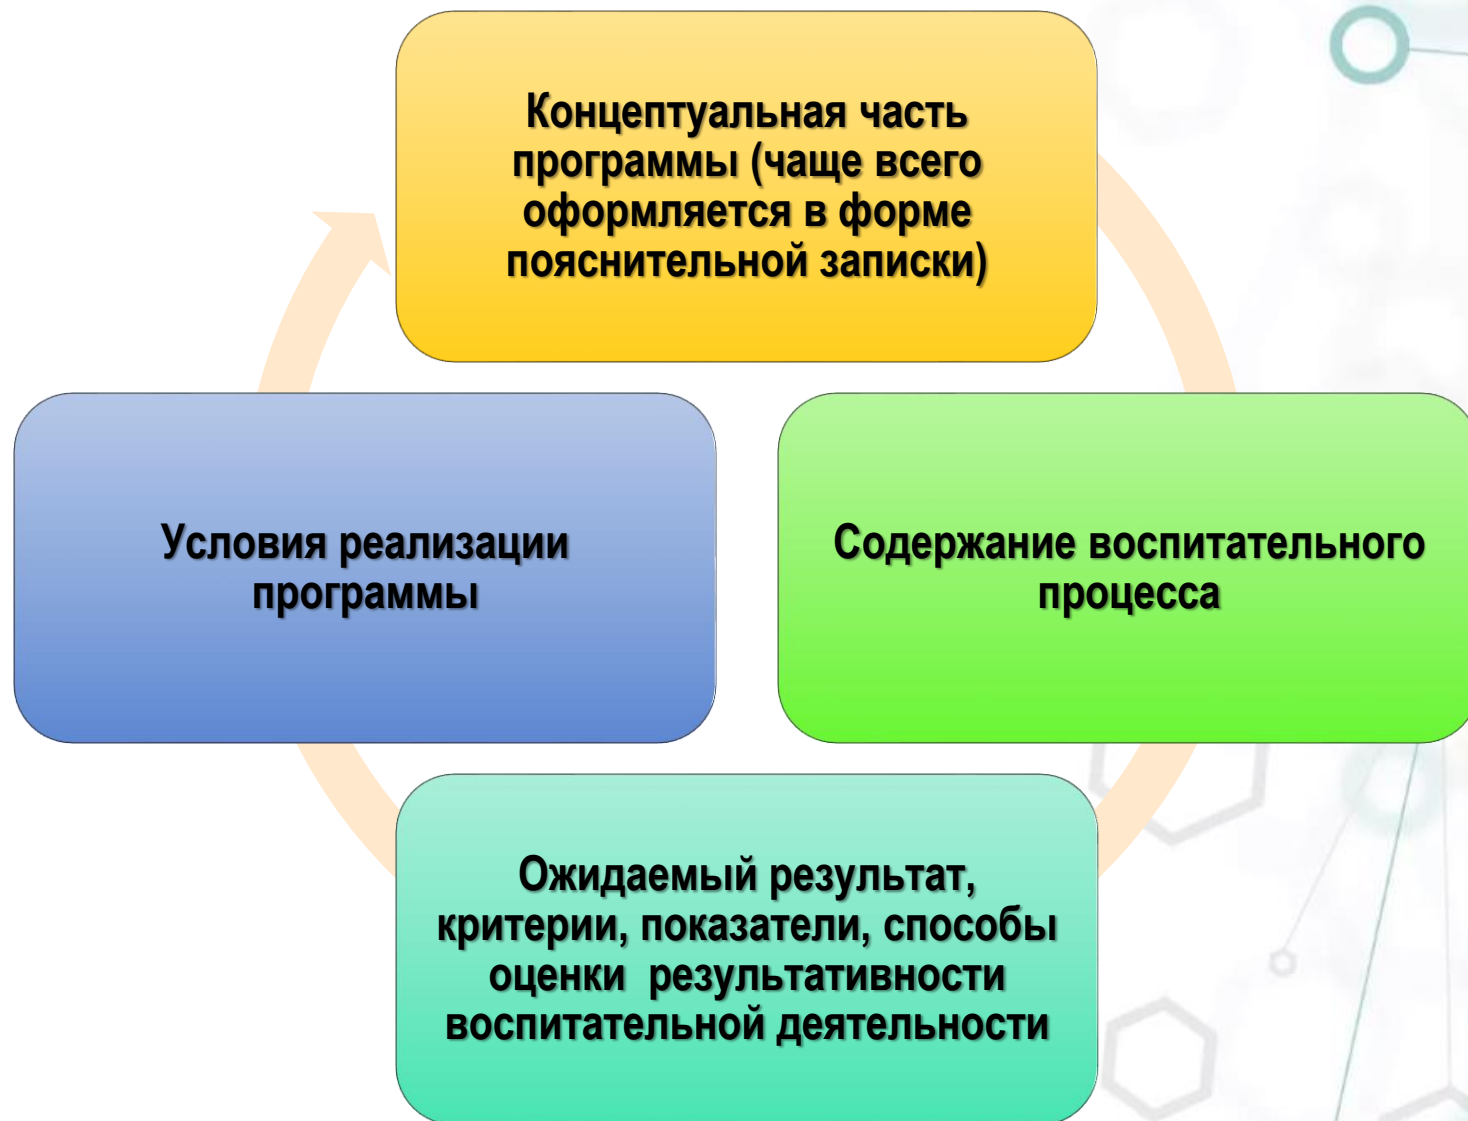 Концептуальная часть
программы (чаще всего
оформляется в форме
пояснительной записки)
Условия реализации
программы
Содержание воспитательного
процесса
Ожидаемый результат,
критерии, показатели, способы
оценки результативности
воспитательной деятельности